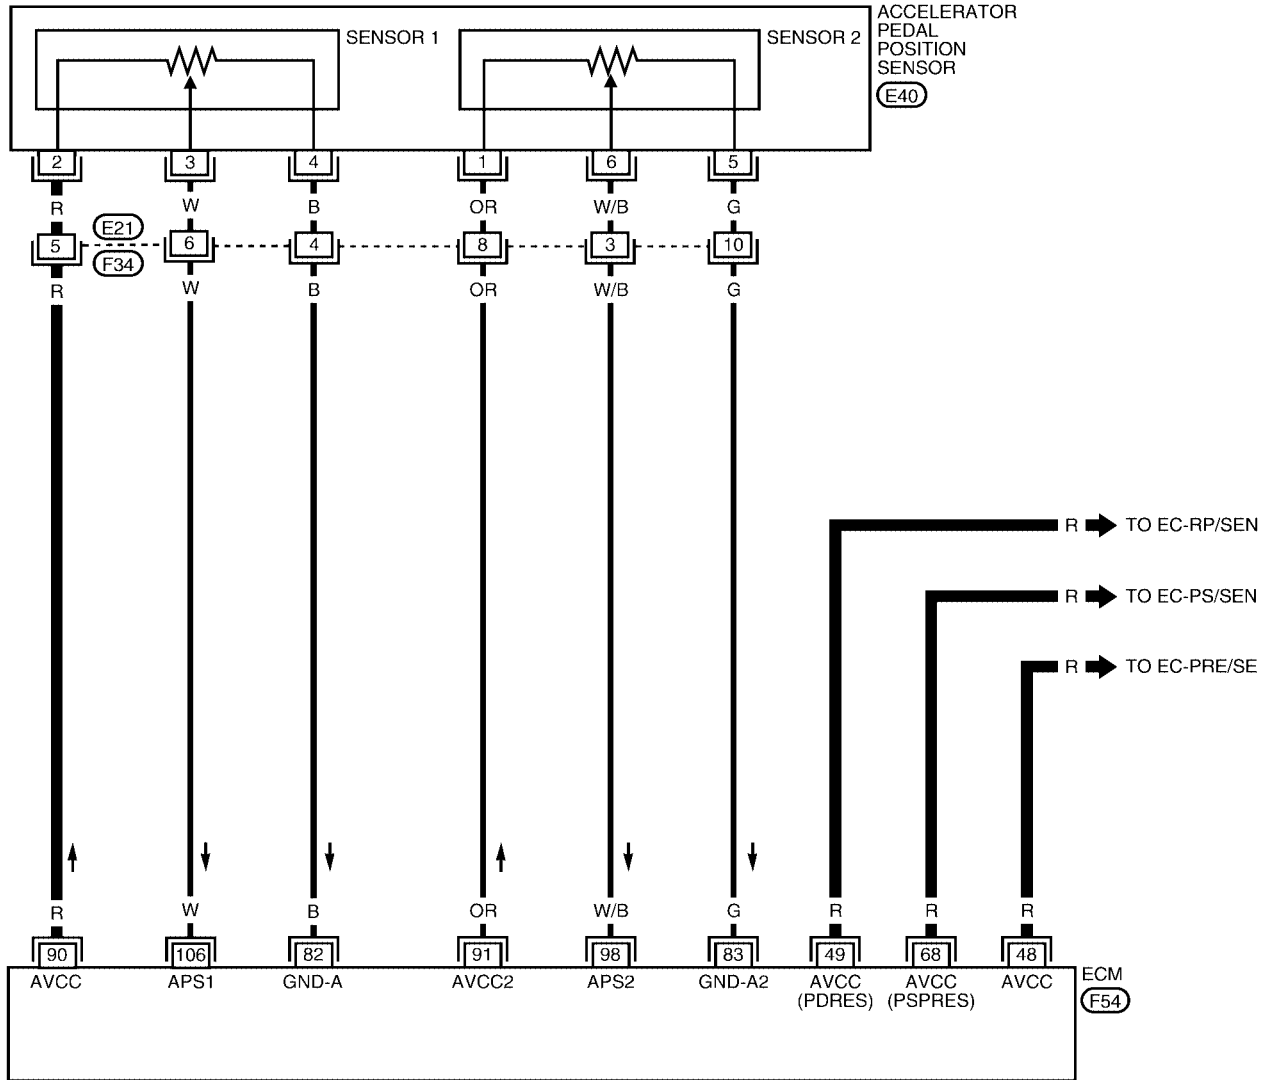 SENSOR 1
SENSOR 2
ACCELERATOR
PEDAL
POSITION
SENSOR
E40
2 3 4 1 6 5
R W B OR W/B G
E21
5 6 4 8 3 10
F34
R W B OR W/B G
R TO EC-RP/SEN
R TO EC-PS/SEN
R TO EC-PRE/SE
R W B OR W/B G R R R
90 106 82 91 98 83 49 68 48
AVCC APS1 GND-A AVCC2 APS2 GND-A2 AVCC AVCC AVCC
(PDRES) (PSPRES)
ECM
F54